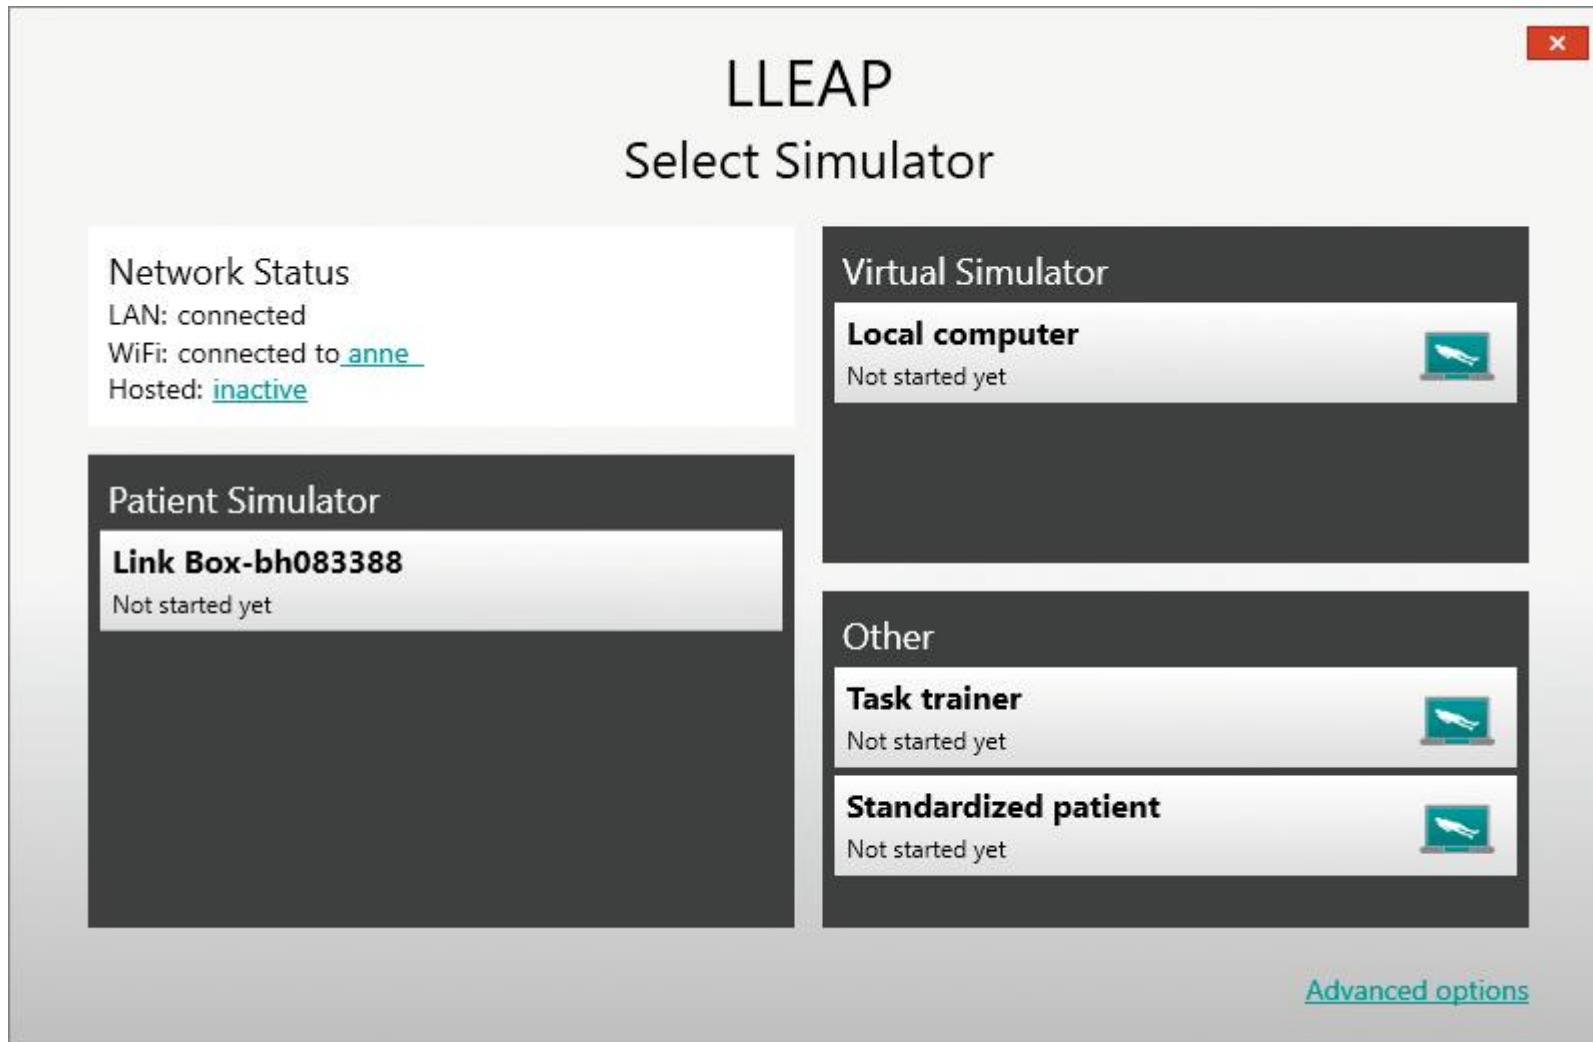 LLEAP
Select Simulator
Network Status
LAN: connected
WiFi: connected to anne
Hosted: inactive
Patient Simulator
Link Box-bh083388
Not started yet
Virtual Simulator
Local computer
Not started yet
Other
Task trainer
Not started yet
Standardized patient
Not started yet
Advanced options